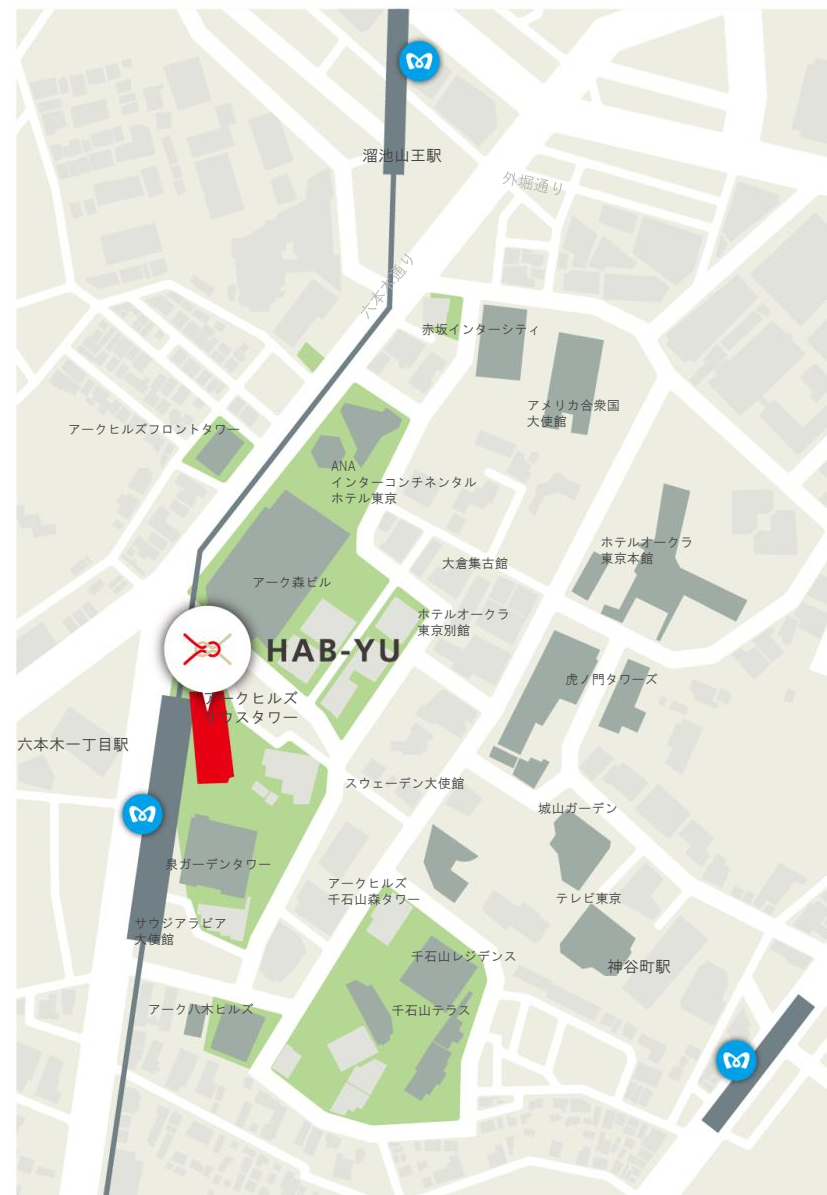 溜池山王駅
外堀通り
六本木通り
赤坂インターシティ
アメリカ合衆国
大使館
アークヒルズフロントタワー
ANA
インターコンチネンタル
ホテル東京
ホテルオークラ
東京本館
大倉集古館
アーク森ビル
ホテルオークラ
東京別館
HAB-YU
虎ノ門タワーズ
アークヒルズ
サウスタワー
六本木一丁目駅
スウェーデン大使館
城山ガーデン
泉ガーデンタワー
アークヒルズ
千石山森タワー
テレビ東京
サウジアラビア
大使館
千石山レジデンス
神谷町駅
アーク八木ヒルズ
千石山テラス